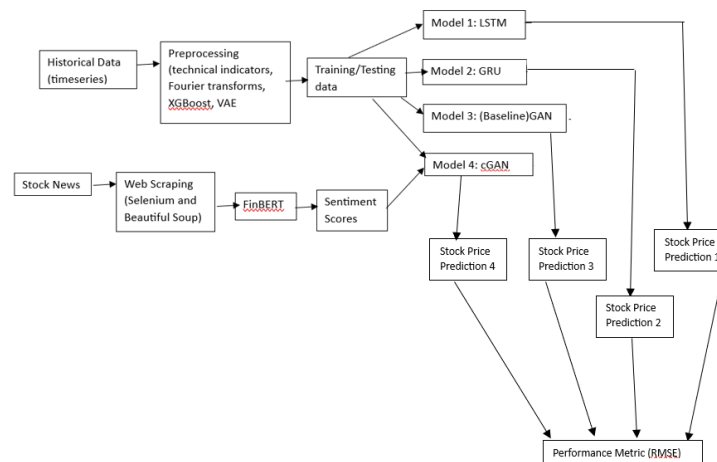 Historical Data
(timeseries)
Preprocessing
(technical indicators,
Fourier transforms,
XGBoost, VAE
Training/Testing
data
Model 1: LSTM
Model 2: GRU
Model 3: (Baseline)GAN
.
Model 4: cGAN
Stock News
Web Scraping
(Selenium and
Beautiful Soup)
FinBERT
Sentiment
Scores
Stock Price
Prediction 4
Stock Price
Prediction 3
Stock Price
Prediction 2
Stock Price
Prediction 1
Performance Metric (RMSE)